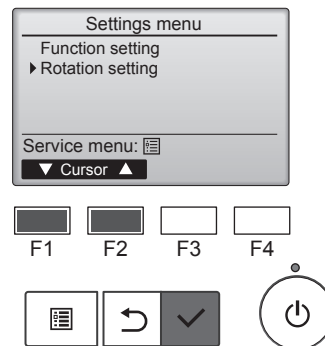 Settings menu
Function setting
Rotation setting
Service menu:
▼ Cursor ▲
F1 F2 F3 F4